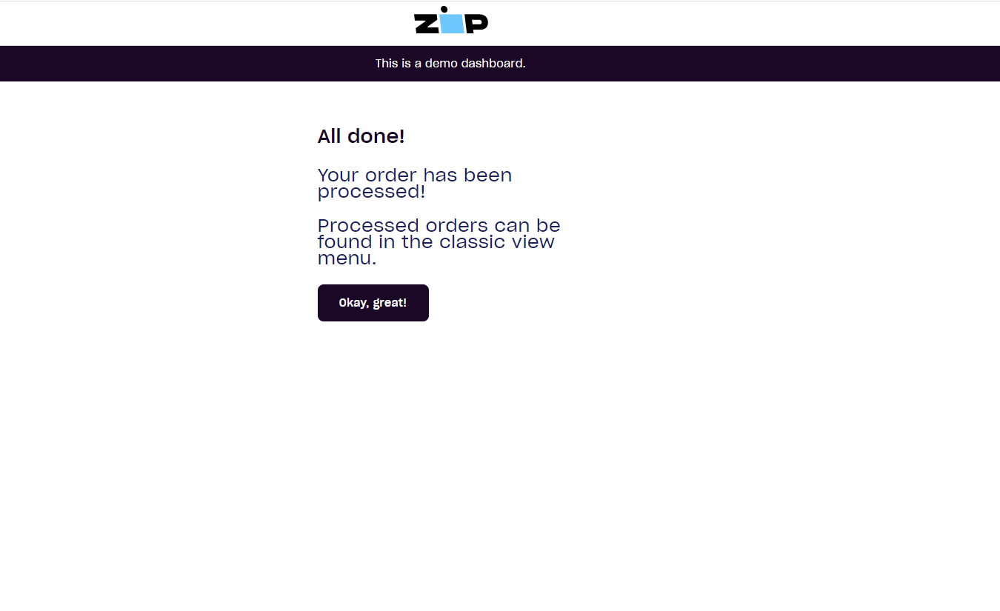 zip
This is a demo dashboard.
All done!
Your order has been
processed!
Processed orders can be
found in the classic view
menu.
Okay, great!